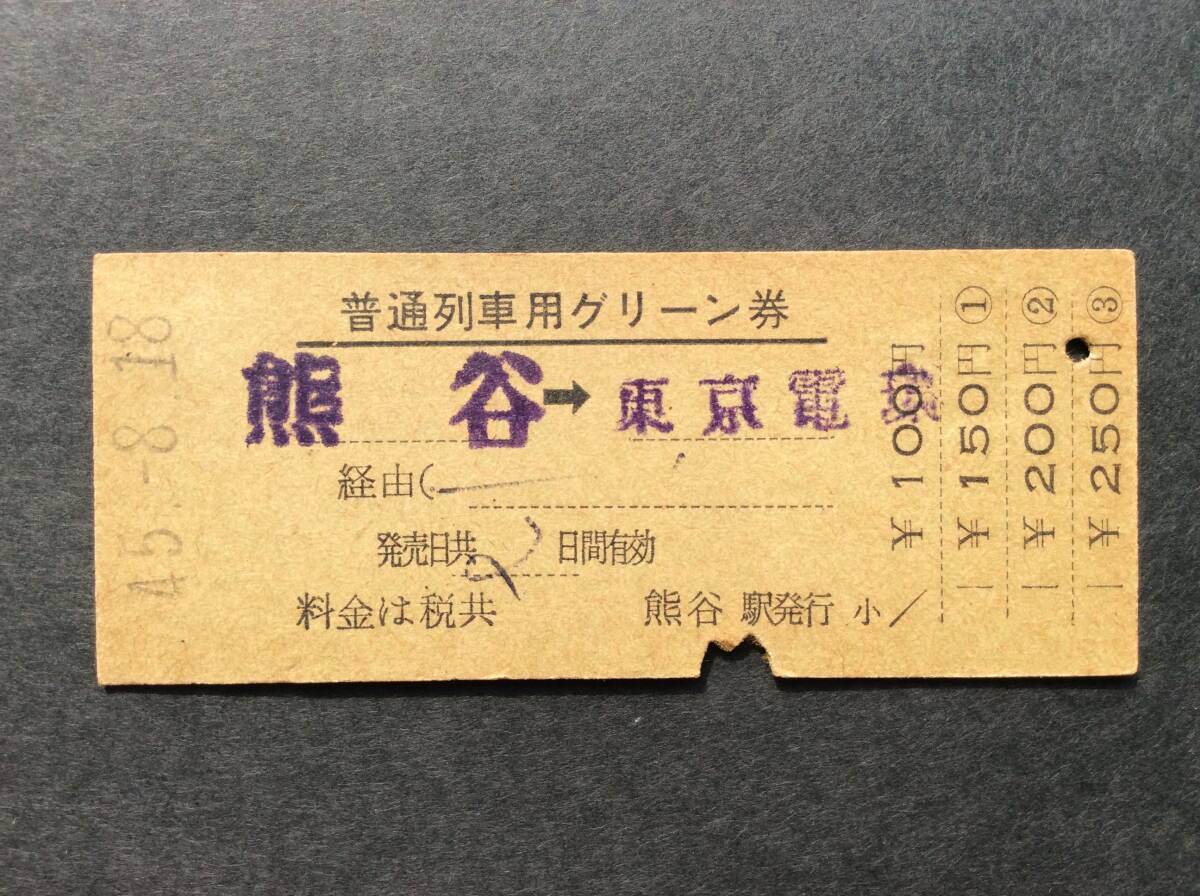 45.-8.18
普通列車用グリーン券
熊谷➡東京電
経由(
発売日共2日間有効
料金は税共
熊谷 駅発行 小
￥100円
￥150円①
￥200円②
￥250円③